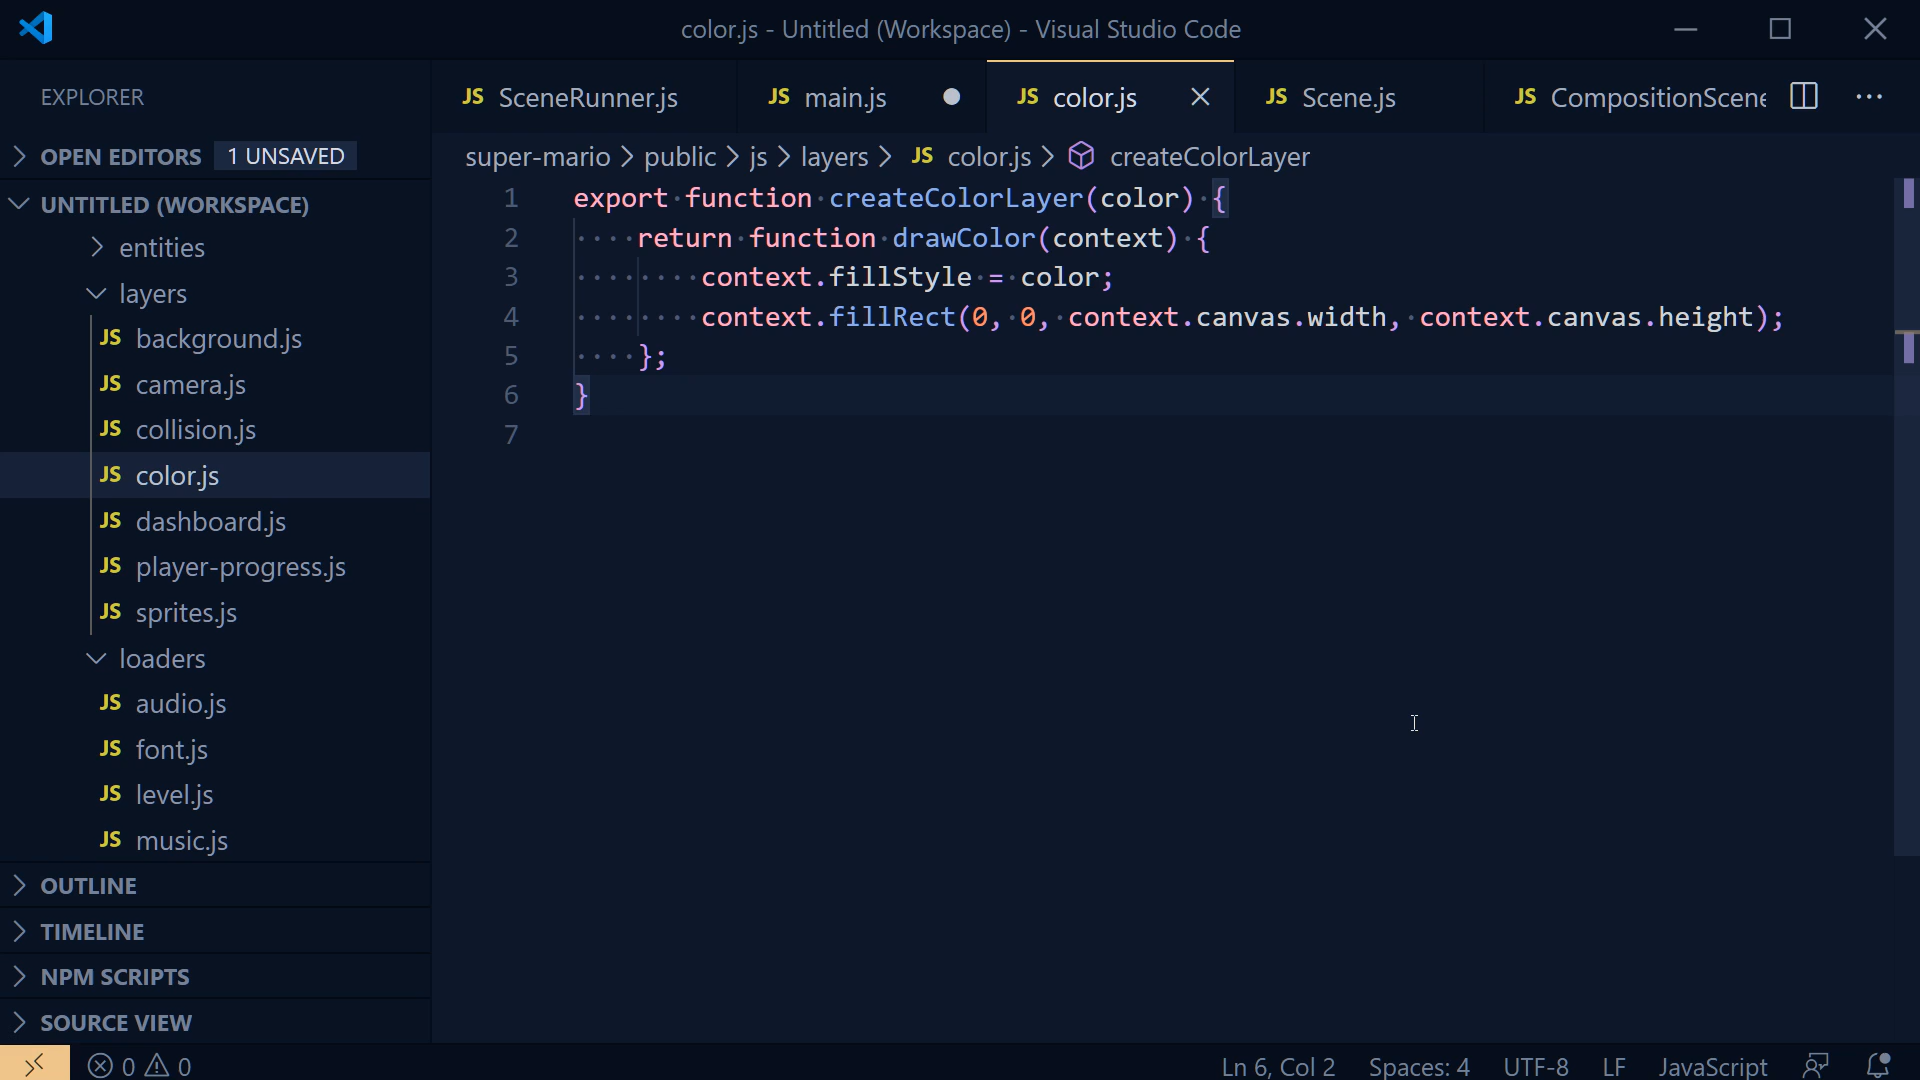 color.js - Untitled (Workspace) - Visual Studio Code
EXPLORER
OPEN EDITORS 1 UNSAVED
UNTITLED (WORKSPACE)
entities
layers
JS background.js
JS camera.js
JS collision.js
JS color.js
JS dashboard.js
JS player-progress.js
JS sprites.js
loaders
JS audio.js
JS font.js
JS level.js
JS music.js
OUTLINE
TIMELINE
NPM SCRIPTS
SOURCE VIEW
JS SceneRunner.js JS main.js JS color.js JS Scene.js JS CompositionScene
super-mario > public > js > layers > JS color.js > createColorLayer
1 export function createColorLayer(color) {
2     return function drawColor(context) {
3         context.fillStyle = color;
4         context.fillRect(0, 0, context.canvas.width, context.canvas.height);
5     };
6 }
7
0 0 Ln 6, Col 2 Spaces: 4 UTF-8 LF JavaScript